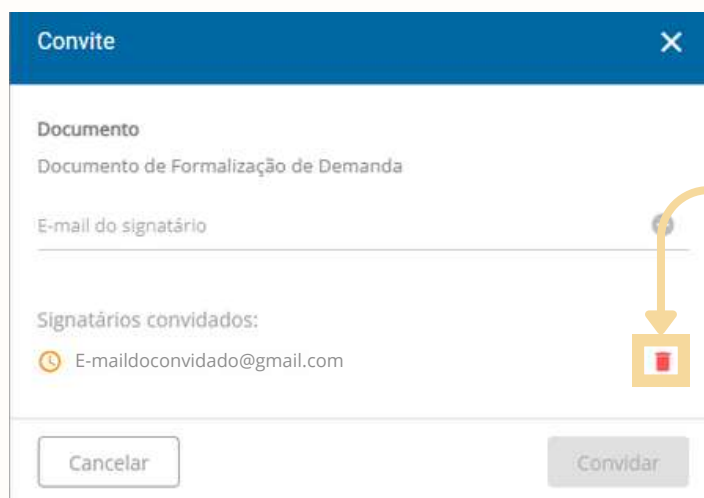 Convite
Documento
Documento de Formalização de Demanda
E-mail do signatário
Signatários convidados:
E-maildoconvidado@gmail.com
Cancelar
Convidar